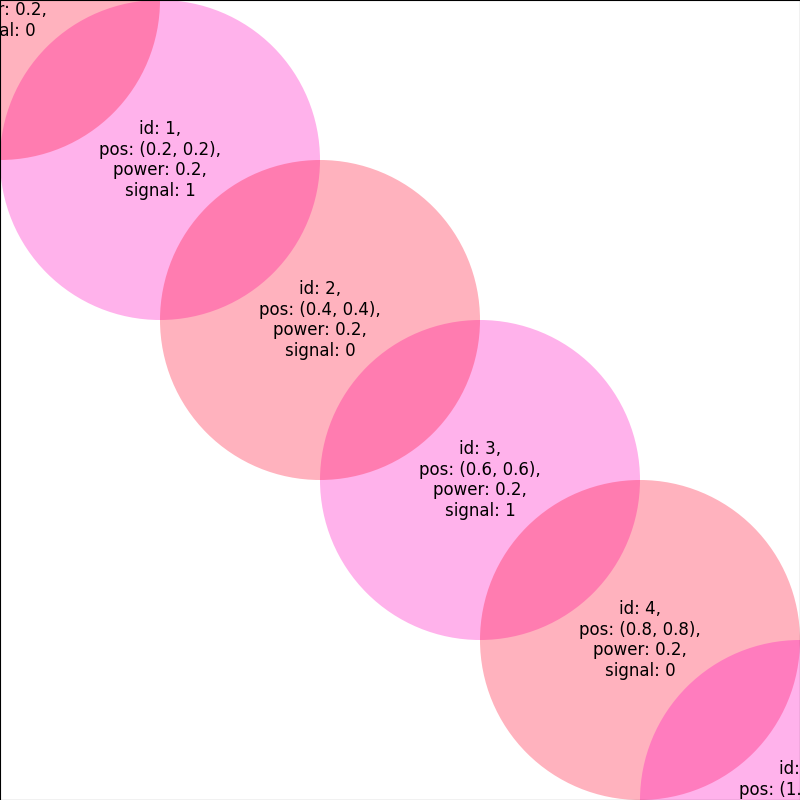 r: 0.2,
al: 0
id: 1,
pos: (0.2, 0.2),
power: 0.2,
signal: 1
id: 2,
pos: (0.4, 0.4),
power: 0.2,
signal: 0
id: 3,
pos: (0.6, 0.6),
power: 0.2,
signal: 1
id: 4,
pos: (0.8, 0.8),
power: 0.2,
signal: 0
id:
pos: (1.